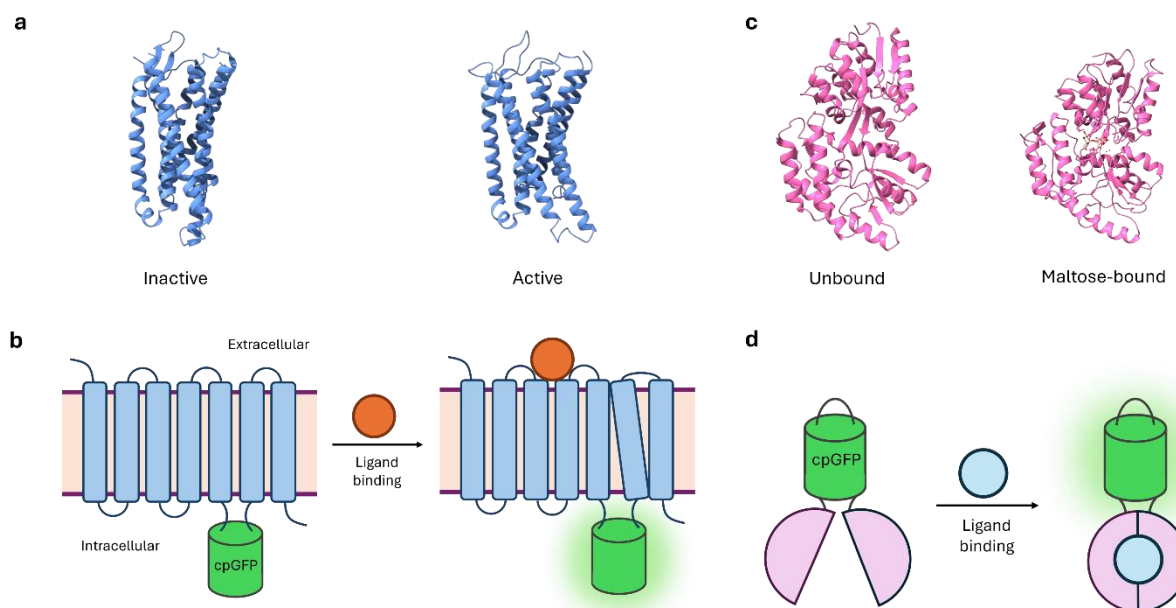 a
Inactive
Active
c
Unbound
Maltose-bound
b
Extracellular
Ligand
binding
Intracellular
cpGFP
d
cpGFP
Ligand
binding